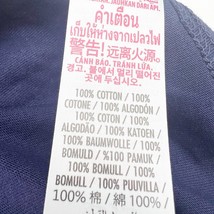 JAUHKAN DARI API.
คำเตือน
เก็บให้ห่างจากเปลวไฟ
警告! 远离火源。
CẢNH BÁO. TRÁNH LỬA.
경고. 불에서 멀리 떨어진
곳에 두십시오.
100% COTTON / 100%
COTONE / 100% ALGODÓN /
100% COTON / 100%
ALGODÃO / 100% KATOEN /
100% BAUMWOLLE / 100%
BOMULD / %100 PAMUK /
100% BOMULL / 100%
BOMULL / 100% PUUVILLA /
100% 棉 / 綿 100% /